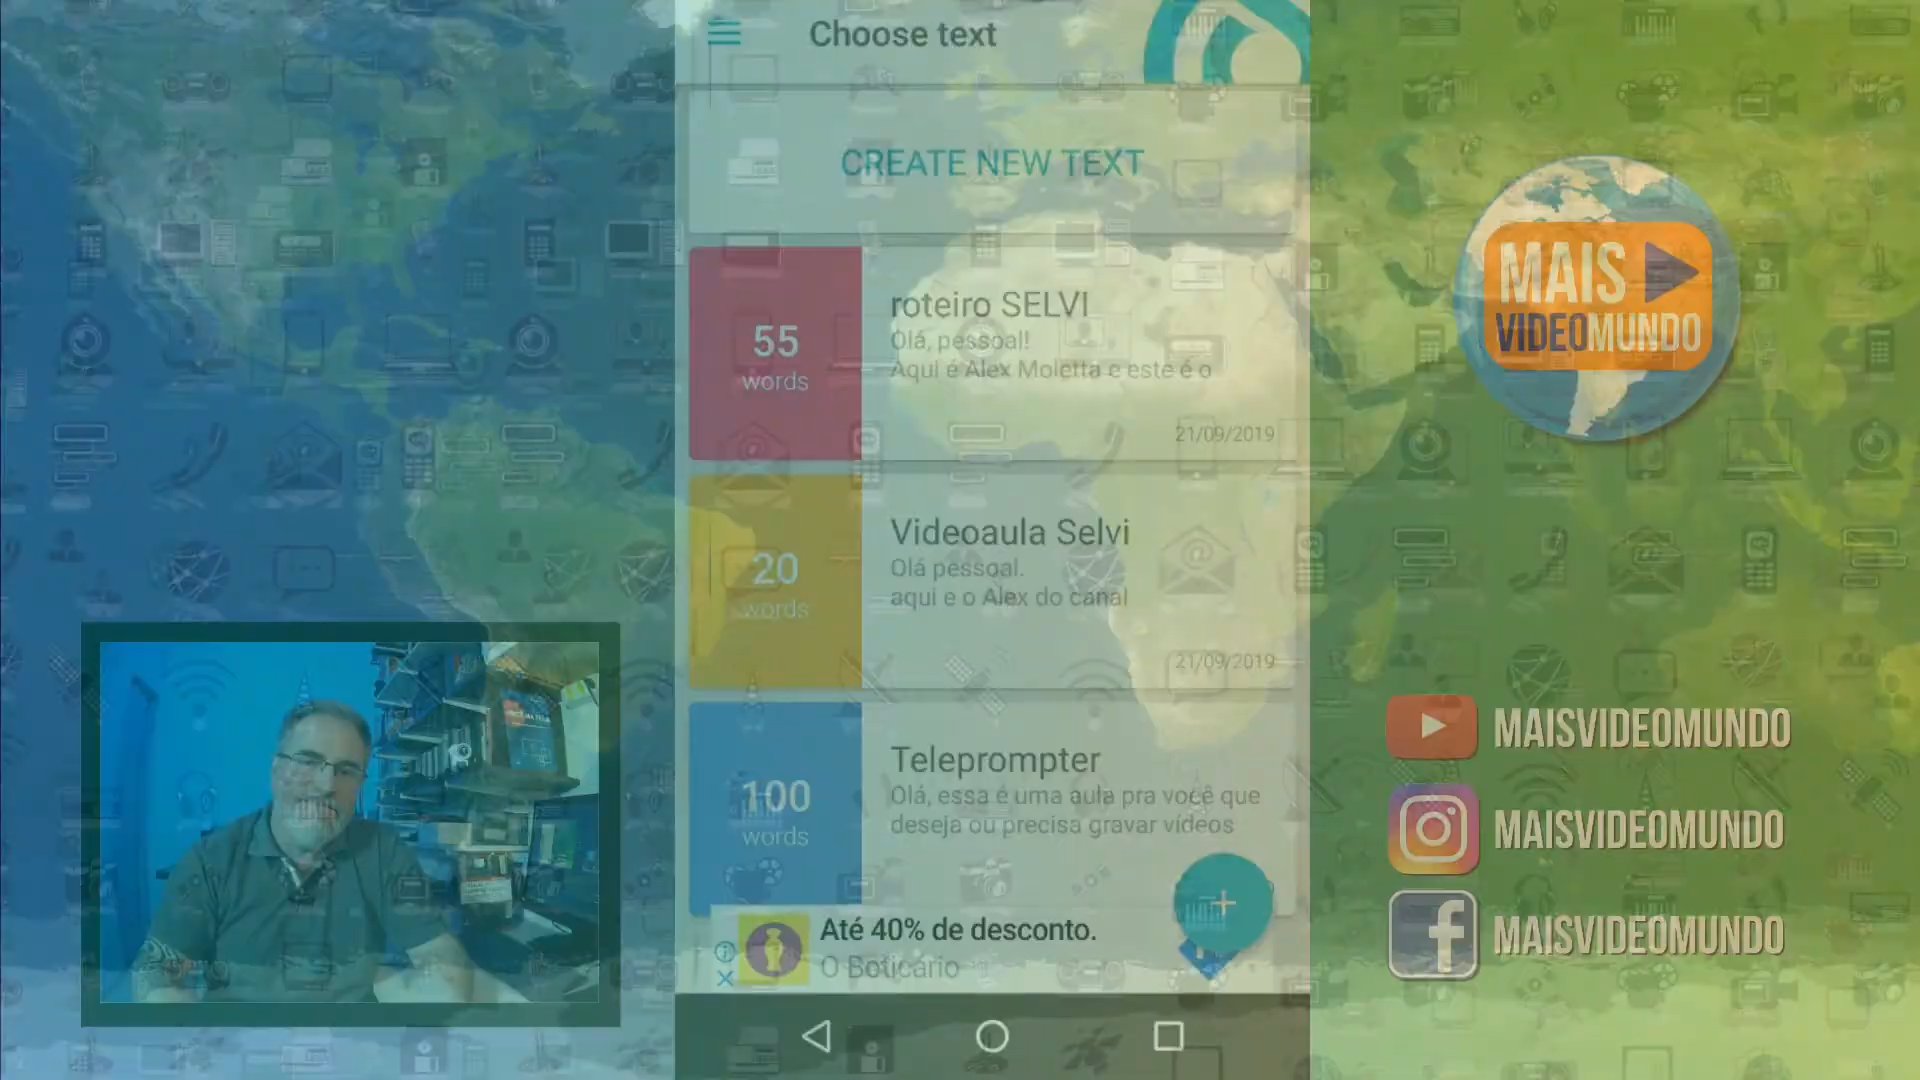 Choose text
CREATE NEW TEXT
55
words
roteiro SELVI
Olá, pessoal!
Aqui é Alex Moletta e este é o
21/09/2019
20
words
Videoaula Selvi
Olá pessoal.
aqui e o Alex do canal
21/09/2019
100
words
Teleprompter
Olá, essa é uma aula pra você que
deseja ou precisa gravar vídeos
Até 40% de desconto.
O Boticário
MAIS
VIDEOMUNDO
MAISVIDEOMUNDO
MAISVIDEOMUNDO
MAISVIDEOMUNDO